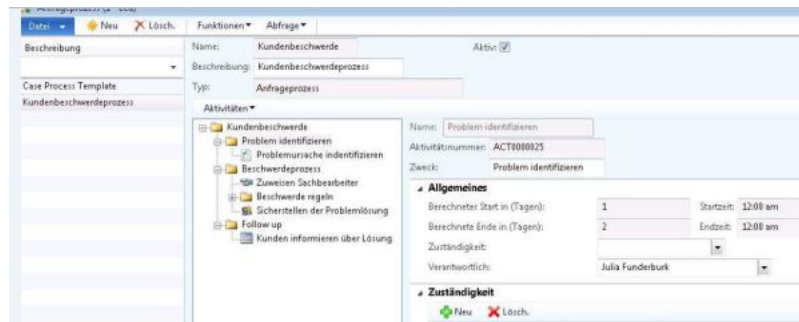 Datei Neu Lösch. Funktionen Abfrage
Beschreibung
Case Process Template
Kundenbeschwerdeprozess
Name: Kundenbeschwerde Aktiv:
Beschreibung: Kundenbeschwerdeprozess
Typ: Anfrageprozess
Aktivitäten
Kundenbeschwerde
Problem identifizieren
Problemursache indentifizieren
Beschwerdeprozess
Zuweisen Sachbearbeiter
Beschwerde regeln
Sicherstellen der Problemlösung
Follow up
Kunden informieren über Lösung
Name: Problem identifizieren
Aktivitätsnummer: ACT0000025
Zweck: Problem identifizieren
Allgemeines
Berechneter Start in (Tagen): 1 Startzeit: 12:00 am
Berechnete Ende in (Tagen): 2 Endzeit: 12:00 am
Zuständigkeit:
Verantwortlich: Julia Funderburk
Zuständigkeit
Neu Lösch.